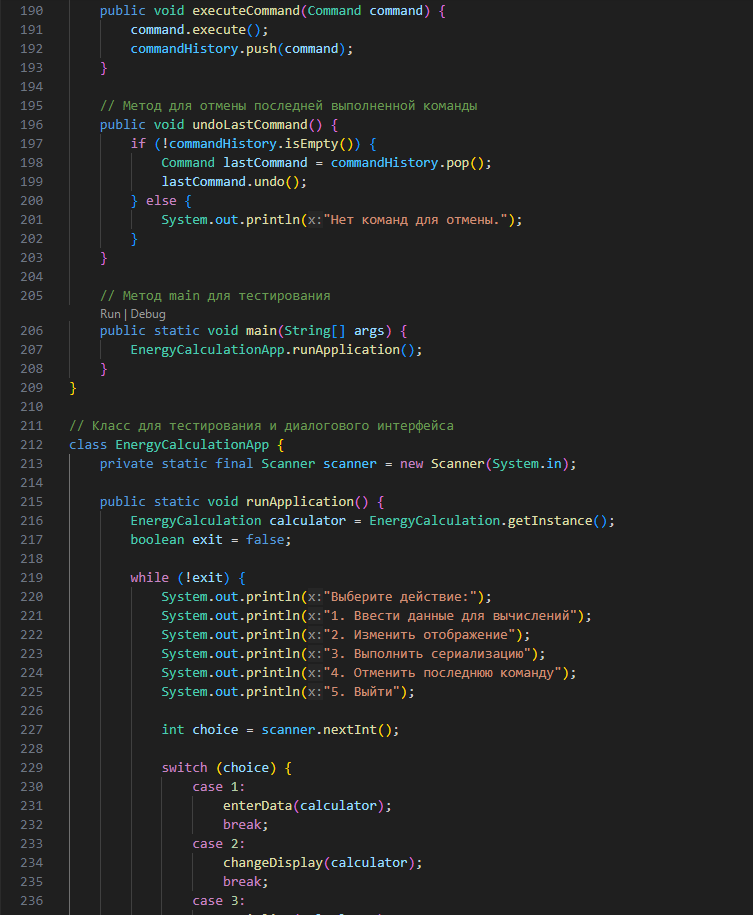 190 public void executeCommand(Command command) {
191 command.execute();
192 commandHistory.push(command);
193 }
194
195 // Метод для отмены последней выполненной команды
196 public void undoLastCommand() {
197 if (!commandHistory.isEmpty()) {
198 Command lastCommand = commandHistory.pop();
199 lastCommand.undo();
200 } else {
201 System.out.println(x:"Нет команд для отмены.");
202 }
203 }
204
205 // Метод main для тестирования
Run | Debug
206 public static void main(String[] args) {
207 EnergyCalculationApp.runApplication();
208 }
209 }
210
211 // Класс для тестирования и диалогового интерфейса
212 class EnergyCalculationApp {
213 private static final Scanner scanner = new Scanner(System.in);
214
215 public static void runApplication() {
216 EnergyCalculation calculator = EnergyCalculation.getInstance();
217 boolean exit = false;
218
219 while (!exit) {
220 System.out.println(x:"Выберите действие:");
221 System.out.println(x:"1. Ввести данные для вычислений");
222 System.out.println(x:"2. Изменить отображение");
223 System.out.println(x:"3. Выполнить сериализацию");
224 System.out.println(x:"4. Отменить последнюю команду");
225 System.out.println(x:"5. Выйти");
226
227 int choice = scanner.nextInt();
228
229 switch (choice) {
230 case 1:
231 enterData(calculator);
232 break;
233 case 2:
234 changeDisplay(calculator);
235 break;
236 case 3: